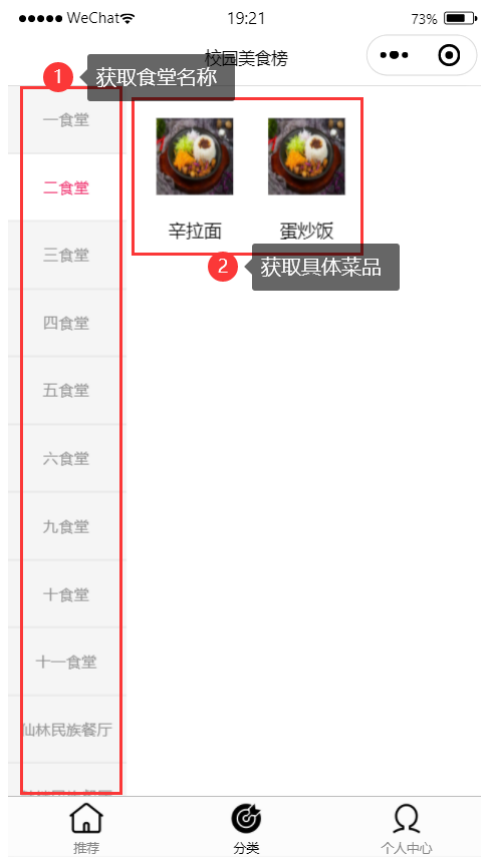 WeChat 19:21 73%
校园美食榜
1 获取食堂名称
一食堂
二食堂
辛拉面 蛋炒饭
三食堂
2 获取具体菜品
四食堂
五食堂
六食堂
九食堂
十食堂
十一食堂
仙林民族餐厅
推荐 分类 个人中心